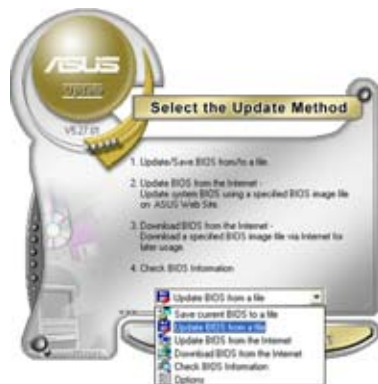 ASUS
Update
V5.27.01
Select the Update Method
1. Update/Save BIOS from/to a file.
2. Update BIOS from the Internet -
Update system BIOS using a specified BIOS image file
on ASUS Web Site.
3. Download BIOS from the Internet -
Download a specified BIOS image file via Internet for
later usage.
4. Check BIOS Information
Update BIOS from a file
Save current BIOS to a file
Update BIOS from a file
Update BIOS from the Internet
Download BIOS from the Internet
Check BIOS Information
Options